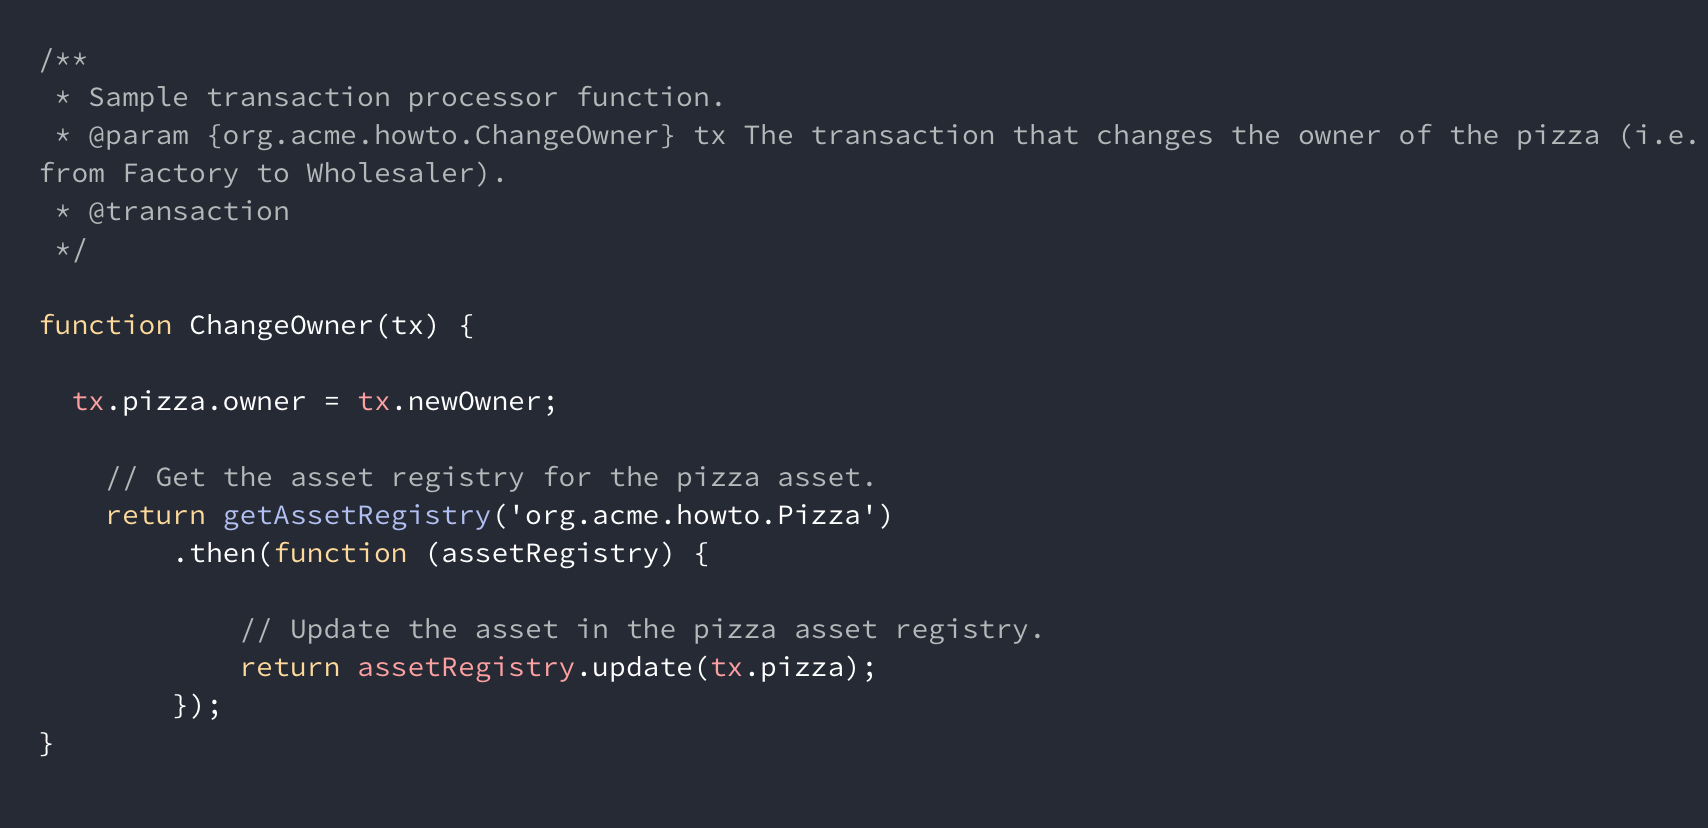 /**
 * Sample transaction processor function.
 * @param {org.acme.howto.ChangeOwner} tx The transaction that changes the owner of the pizza (i.e.
from Factory to Wholesaler).
 * @transaction
 */
function ChangeOwner(tx) {
  tx.pizza.owner = tx.newOwner;
    // Get the asset registry for the pizza asset.
    return getAssetRegistry('org.acme.howto.Pizza')
        .then(function (assetRegistry) {
            // Update the asset in the pizza asset registry.
            return assetRegistry.update(tx.pizza);
        });
}